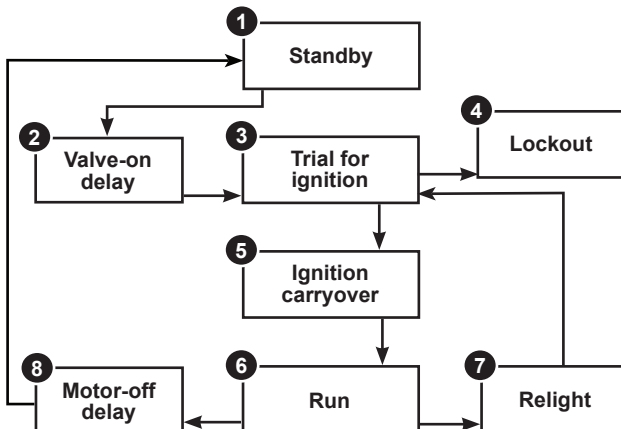 1
Standby
2
Valve-on
delay
3
Trial for
ignition
4
Lockout
5
Ignition
carryover
6
Run
7
Relight
8
Motor-off
delay